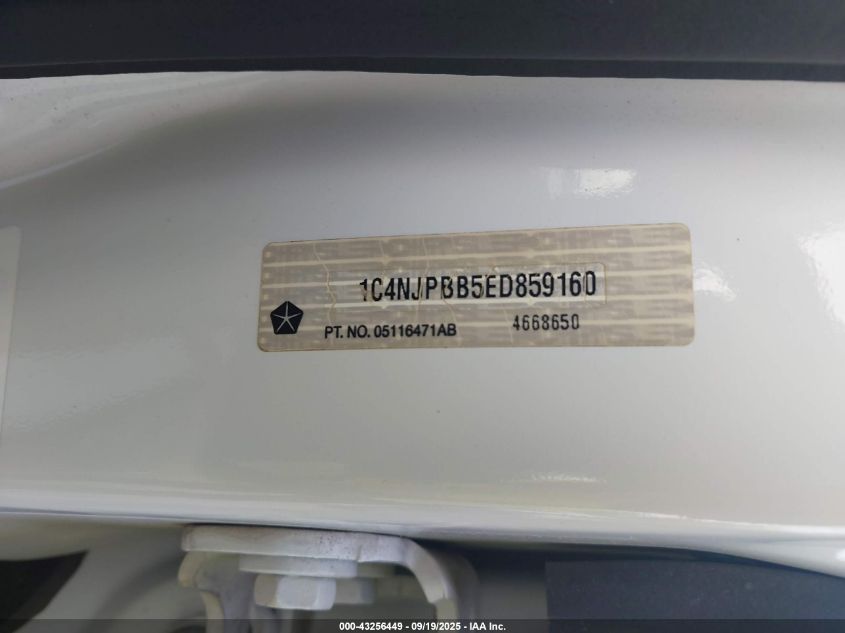 1C4NJPBB5ED859160
PT. NO. 05116471AB 4668650
000-43256449 - 09/19/2025 - IAA Inc.